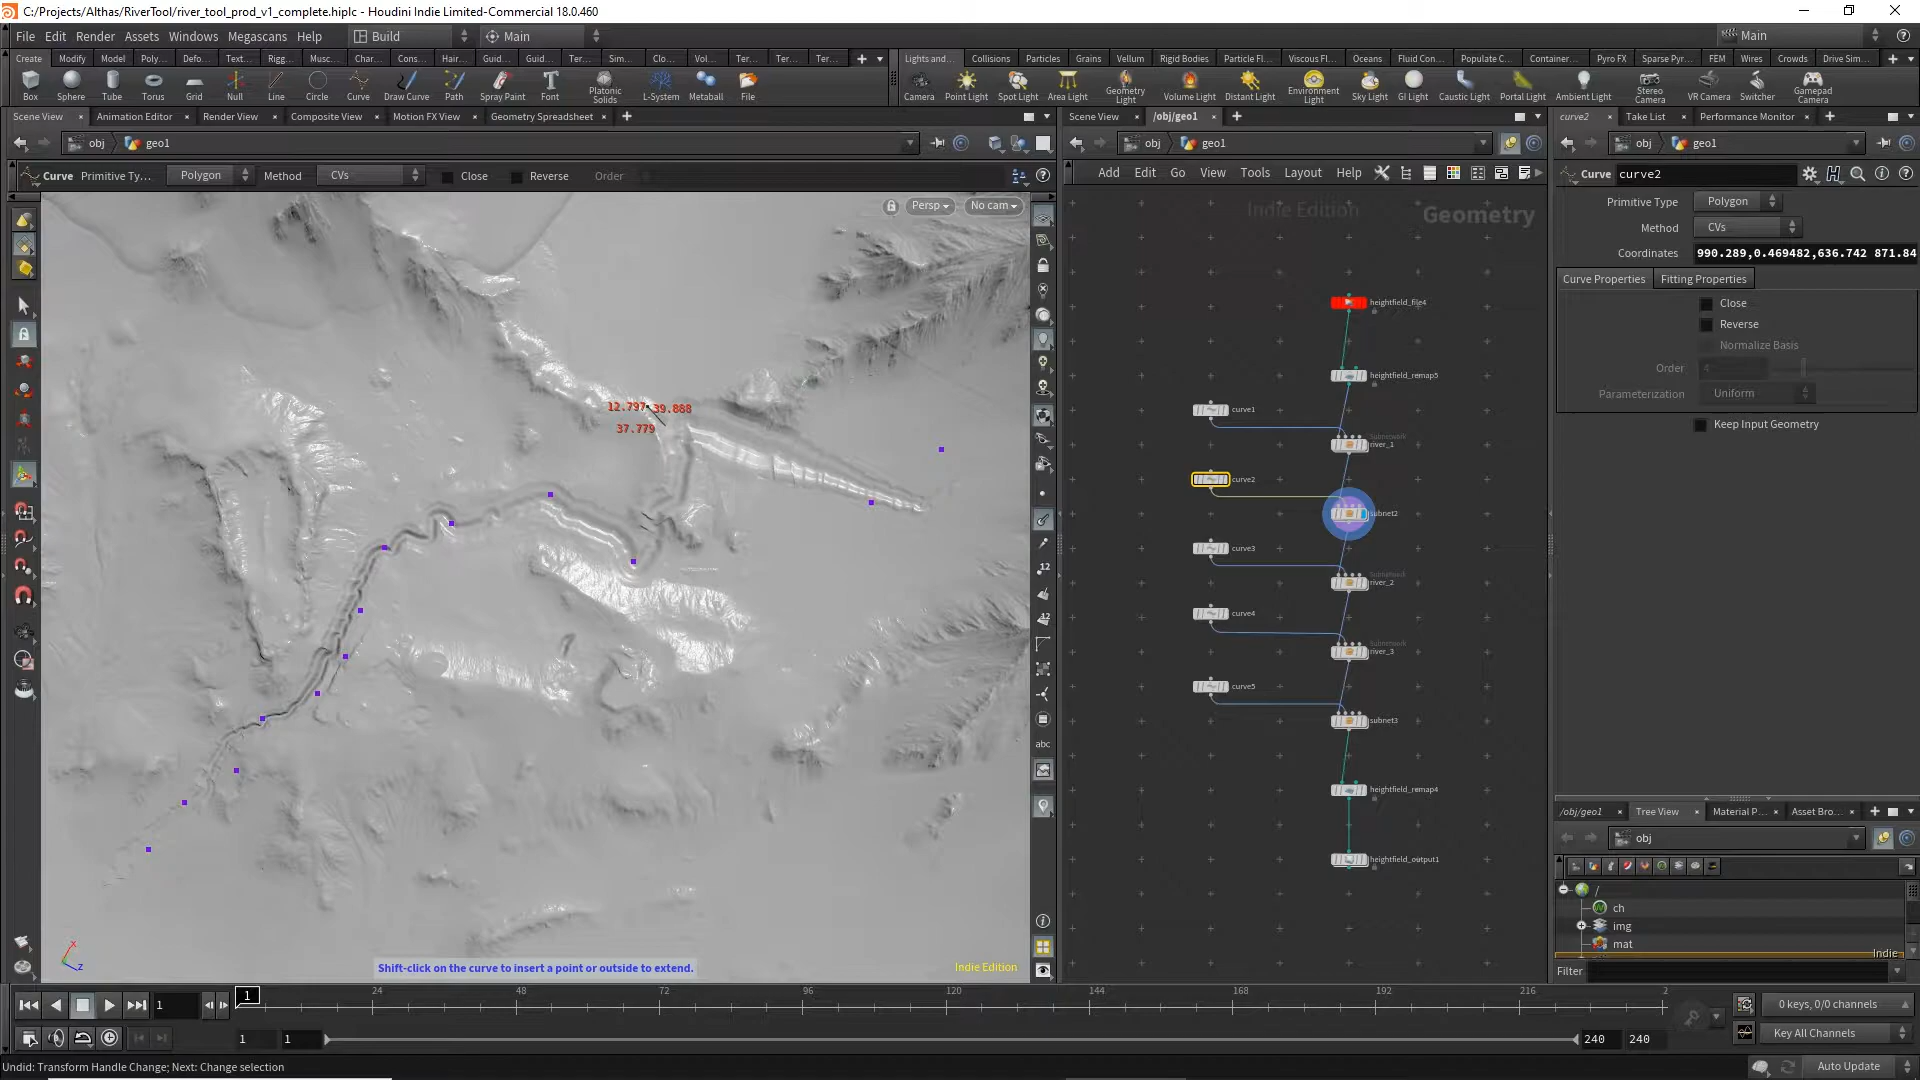 C:/Projects/Althas/RiverTool/river_tool_prod_v1_complete.hiplc - Houdini Indie Limited-Commercial 18.0.460
File Edit Render Assets Windows Megascans Help Build Main Main
Create Modify Model Poly... Defo... Text... Rigg... Musc... Char... Cons... Hair... Guid... Guid... Ter... Sim... Clo... Vol... Ter... Ter... Ter...
Lights and... Collisions Particles Grains Vellum Rigid Bodies Particle Fl... Viscous Fl... Oceans Fluid Con... Populate C... Container... Pyro FX Sparse Pyr... FEM Wires Crowds Drive Sim...
Box Sphere Tube Torus Grid Null Line Circle Curve Draw Curve Path Spray Paint Font Platonic Solids L-System Metaball File
Camera Point Light Spot Light Area Light Geometry Light Volume Light Distant Light Environment Light Sky Light GI Light Caustic Light Portal Light Ambient Light Stereo Camera VR Camera Switcher Gamepad Camera
Scene View Animation Editor Render View Composite View Motion FX View Geometry Spreadsheet
Scene View /obj/geo1
curve2 Take List Performance Monitor
obj geo1
obj geo1
obj geo1
Curve Primitive Ty... Polygon Method CVs Close Reverse Order
Add Edit Go View Tools Layout Help
Curve curve2
Primitive Type Polygon
Method CVs
Coordinates 990.289,0.469482,636.742 871.84
Curve Properties Fitting Properties
Close
Reverse
Normalize Basis
Order 4
Parameterization Uniform
Keep Input Geometry
Persp No cam
12.797 39.888
37.779
12
12
abc
x
z
Shift-click on the curve to insert a point or outside to extend.
Indie Edition
Indie Edition
Geometry
heightfield_file4
heightfield_remap5
curve1
Subnetwork
river_1
curve2
subnet2
curve3
Subnetwork
river_2
curve4
Subnetwork
river_3
curve5
subnet3
heightfield_remap4
heightfield_output1
/obj/geo1 Tree View Material P... Asset Bro...
obj
/
ch
img
mat
Indie
Filter
1
1 24 48 72 96 120 144 168 192 216 2
0 keys, 0/0 channels
1 1 240 240
Key All Channels
Undid: Transform Handle Change; Next: Change selection
Auto Update